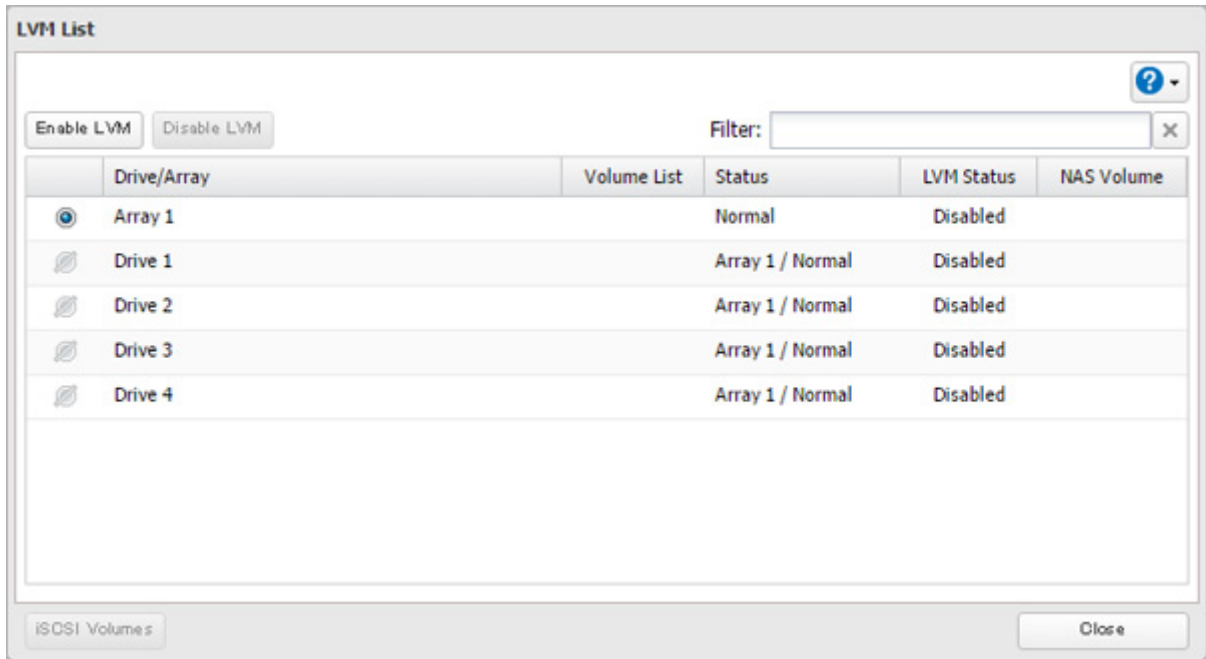 LVM List
?
Enable LVM Disable LVM Filter:
Drive/Array Volume List Status LVM Status NAS Volume
Array 1 Normal Disabled
Drive 1 Array 1 / Normal Disabled
Drive 2 Array 1 / Normal Disabled
Drive 3 Array 1 / Normal Disabled
Drive 4 Array 1 / Normal Disabled
iSCSI Volumes Close